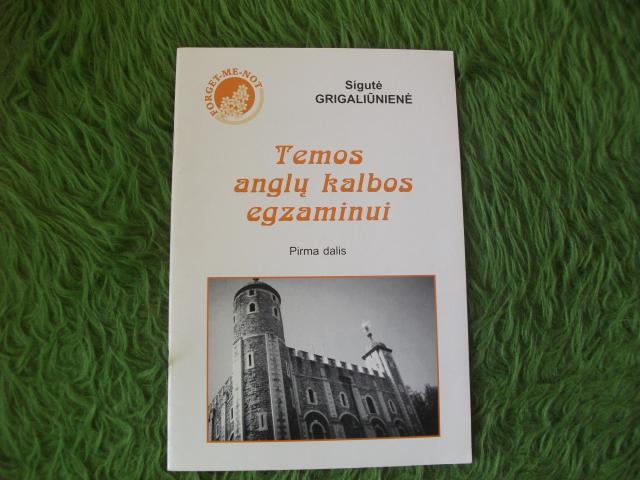 FORGET-ME-NOT
Sigutė
GRIGALIŪNIENĖ
Temos
anglų kalbos
egzaminui
Pirma dalis